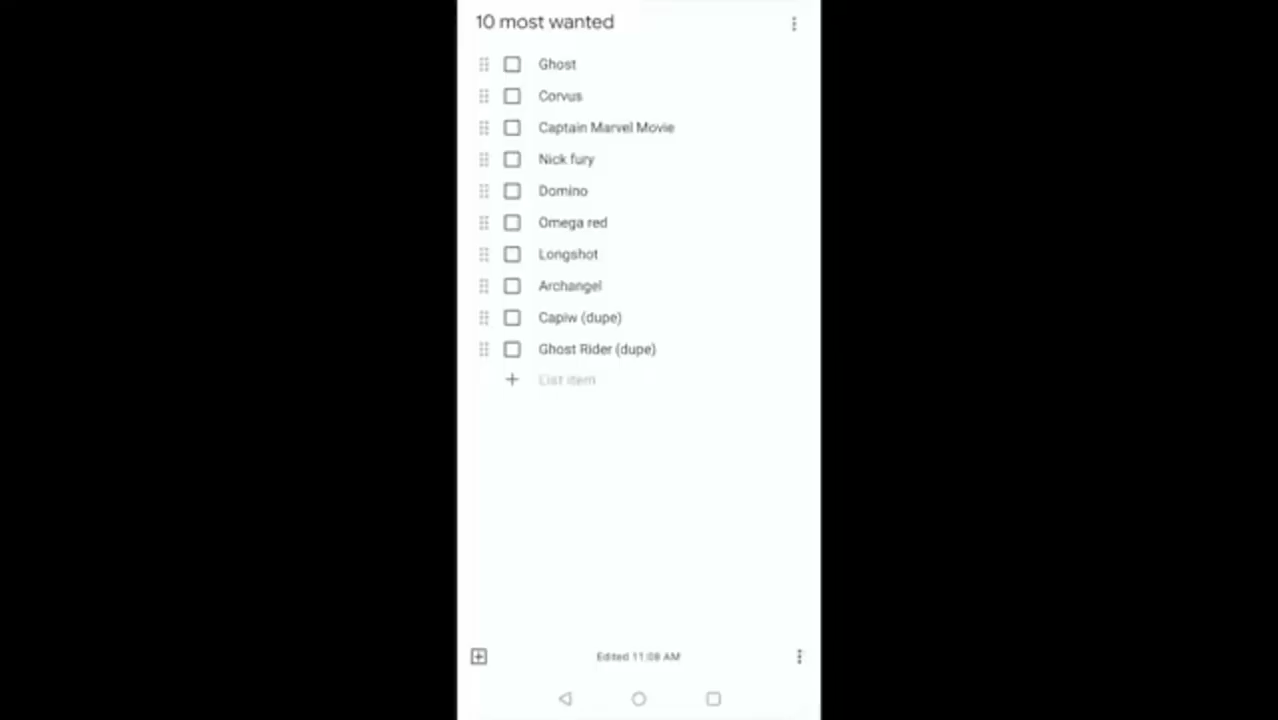 10 most wanted
Ghost
Corvus
Captain Marvel Movie
Nick fury
Domino
Omega red
Longshot
Archangel
Capiw (dupe)
Ghost Rider (dupe)
List item
Edited 11:08 AM